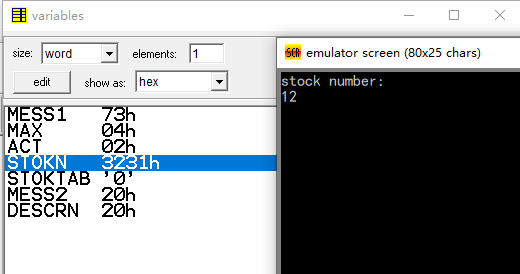 variables
size: word elements: 1
edit show as: hex
MESS1 73h
MAX 04h
ACT 02h
STOKN 3231h
STOKTAB '0'
MESS2 20h
DESCRN 20h
SCR emulator screen (80x25 chars)
stock number:
12